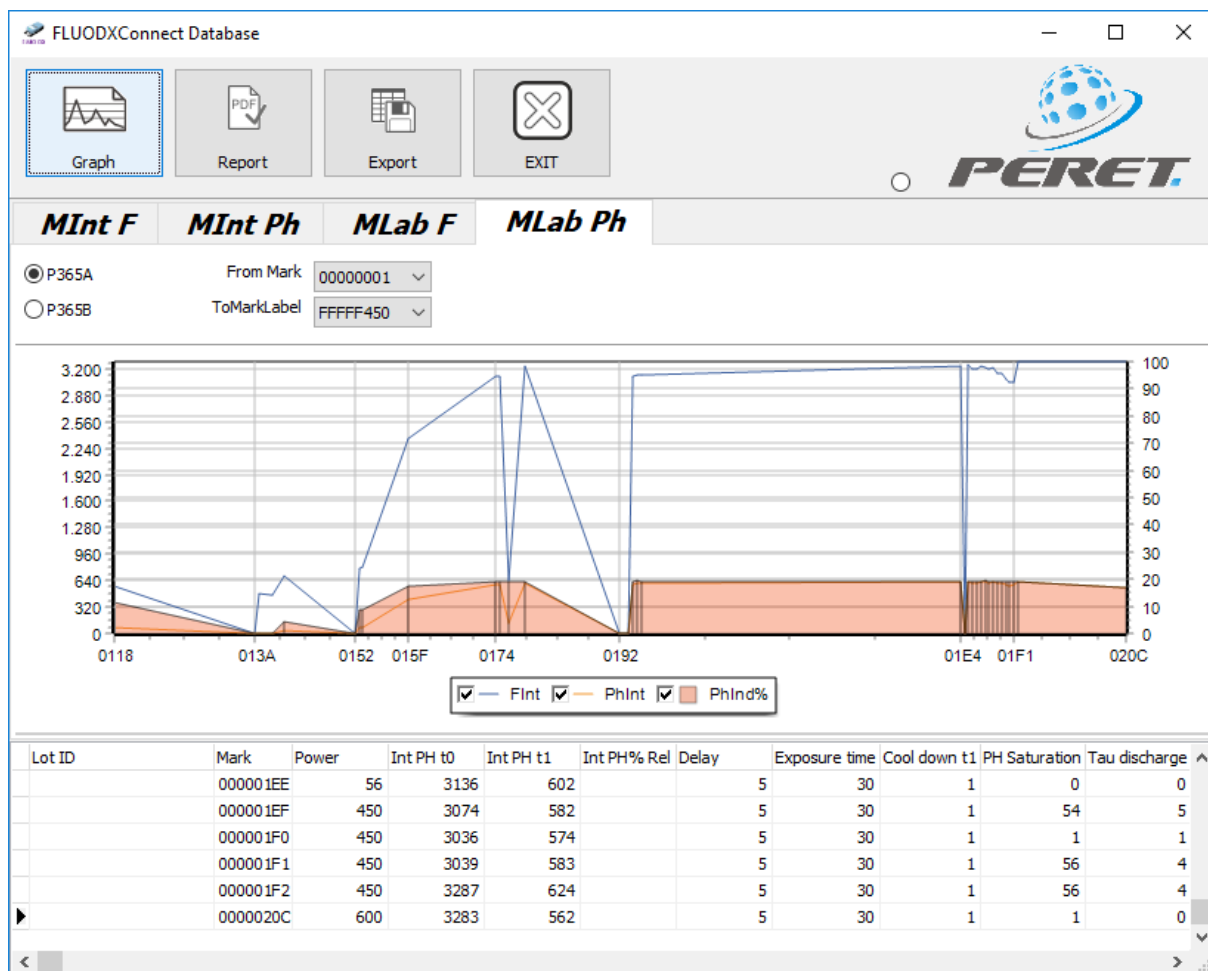 FLUODXConnect Database
PDF
Graph Report Export EXIT
PERET.
MInt F MInt Ph MLab F MLab Ph
P365A From Mark 00000001
P365B ToMarkLabel FFFFF450
3.200 100
2.880 90
2.560 80
2.240 70
1.920 60
1.600 50
1.280 40
960 30
640 20
320 10
0 0
0118 013A 0152 015F 0174 0192 01E4 01F1 020C
FInt PhInt PhInd%
Lot ID Mark Power Int PH t0 Int PH t1 Int PH% Rel Delay Exposure time Cool down t1 PH Saturation Tau discharge
000001EE 56 3136 602 5 30 1 0 0
000001EF 450 3074 582 5 30 1 54 5
000001F0 450 3036 574 5 30 1 1 1
000001F1 450 3039 583 5 30 1 56 4
000001F2 450 3287 624 5 30 1 56 4
0000020C 600 3283 562 5 30 1 1 0